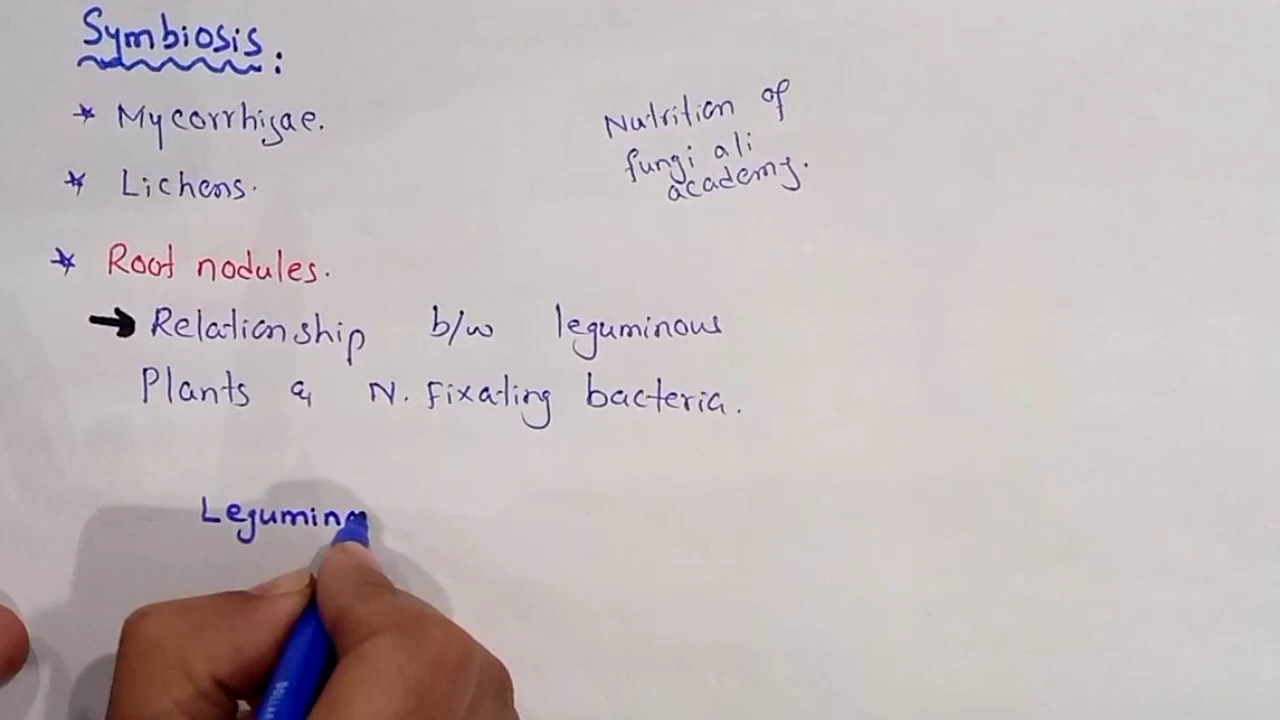 Symbiosis:
* Mycorrhizae.
* Lichens.
Nutrition of
fungi ali
academy.
* Root nodules.
→ Relationship b/w leguminous
Plants & N. Fixating bacteria.
Legumin